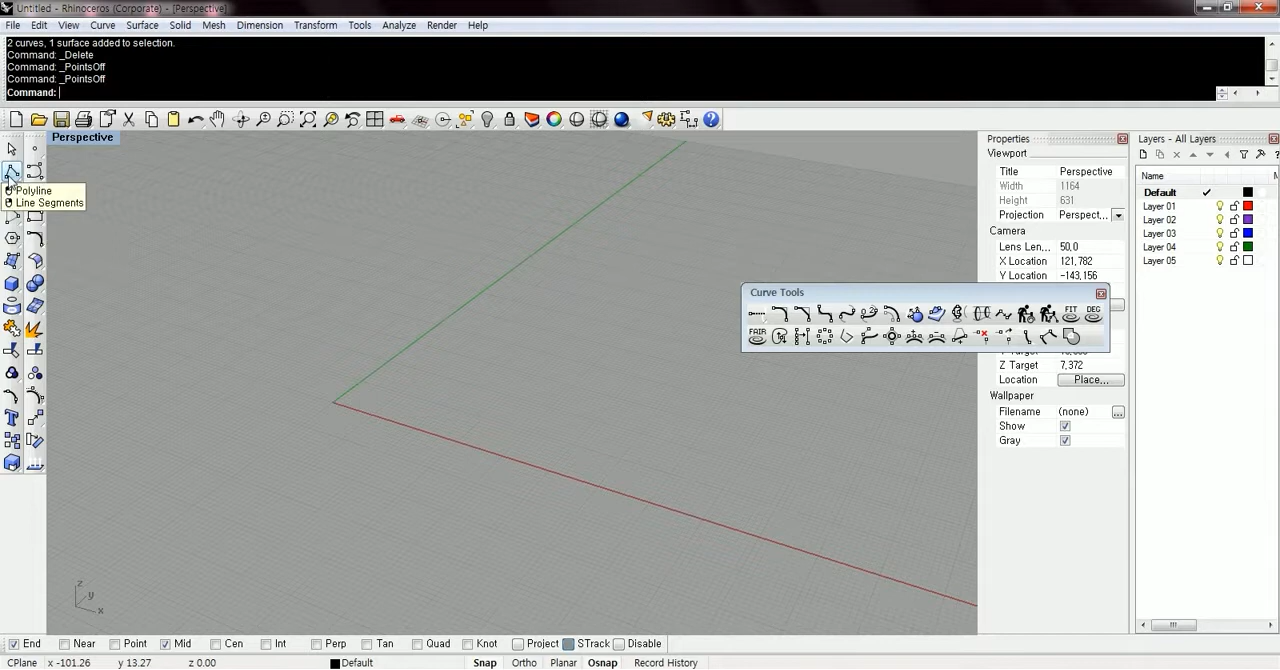 Untitled - Rhinoceros (Corporate) - [Perspective]
File Edit View Curve Surface Solid Mesh Dimension Transform Tools Analyze Render Help
2 curves, 1 surface added to selection.
Command: _Delete
Command: _PointsOff
Command: _PointsOff
Command:
Perspective
Polyline
Line Segments
Properties
Viewport
Title Perspective
Width 1164
Height 631
Projection Perspect...
Camera
Lens Len... 50.0
X Location 121.782
Y Location -143.156
Z Target 7.372
Location Place...
Wallpaper
Filename (none) ...
Show
Gray
Layers - All Layers
Name
Default
Layer 01
Layer 02
Layer 03
Layer 04
Layer 05
Curve Tools
FIT DEG
FAIR
z
y
x
End Near Point Mid Cen Int Perp Tan Quad Knot Project STrack Disable
CPlane x -101.26 y 13.27 z 0.00 Default Snap Ortho Planar Osnap Record History